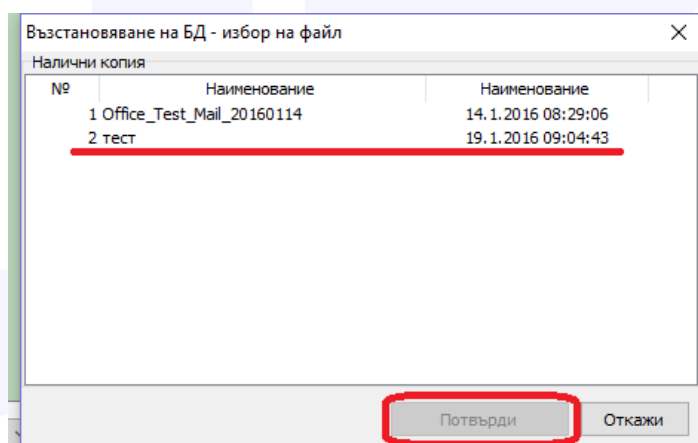 Възстановяване на БД - избор на файл
Налични копия
№ Наименование Наименование
1 Office_Test_Mail_20160114 14.1.2016 08:29:06
2 тест 19.1.2016 09:04:43
Потвърди Откажи